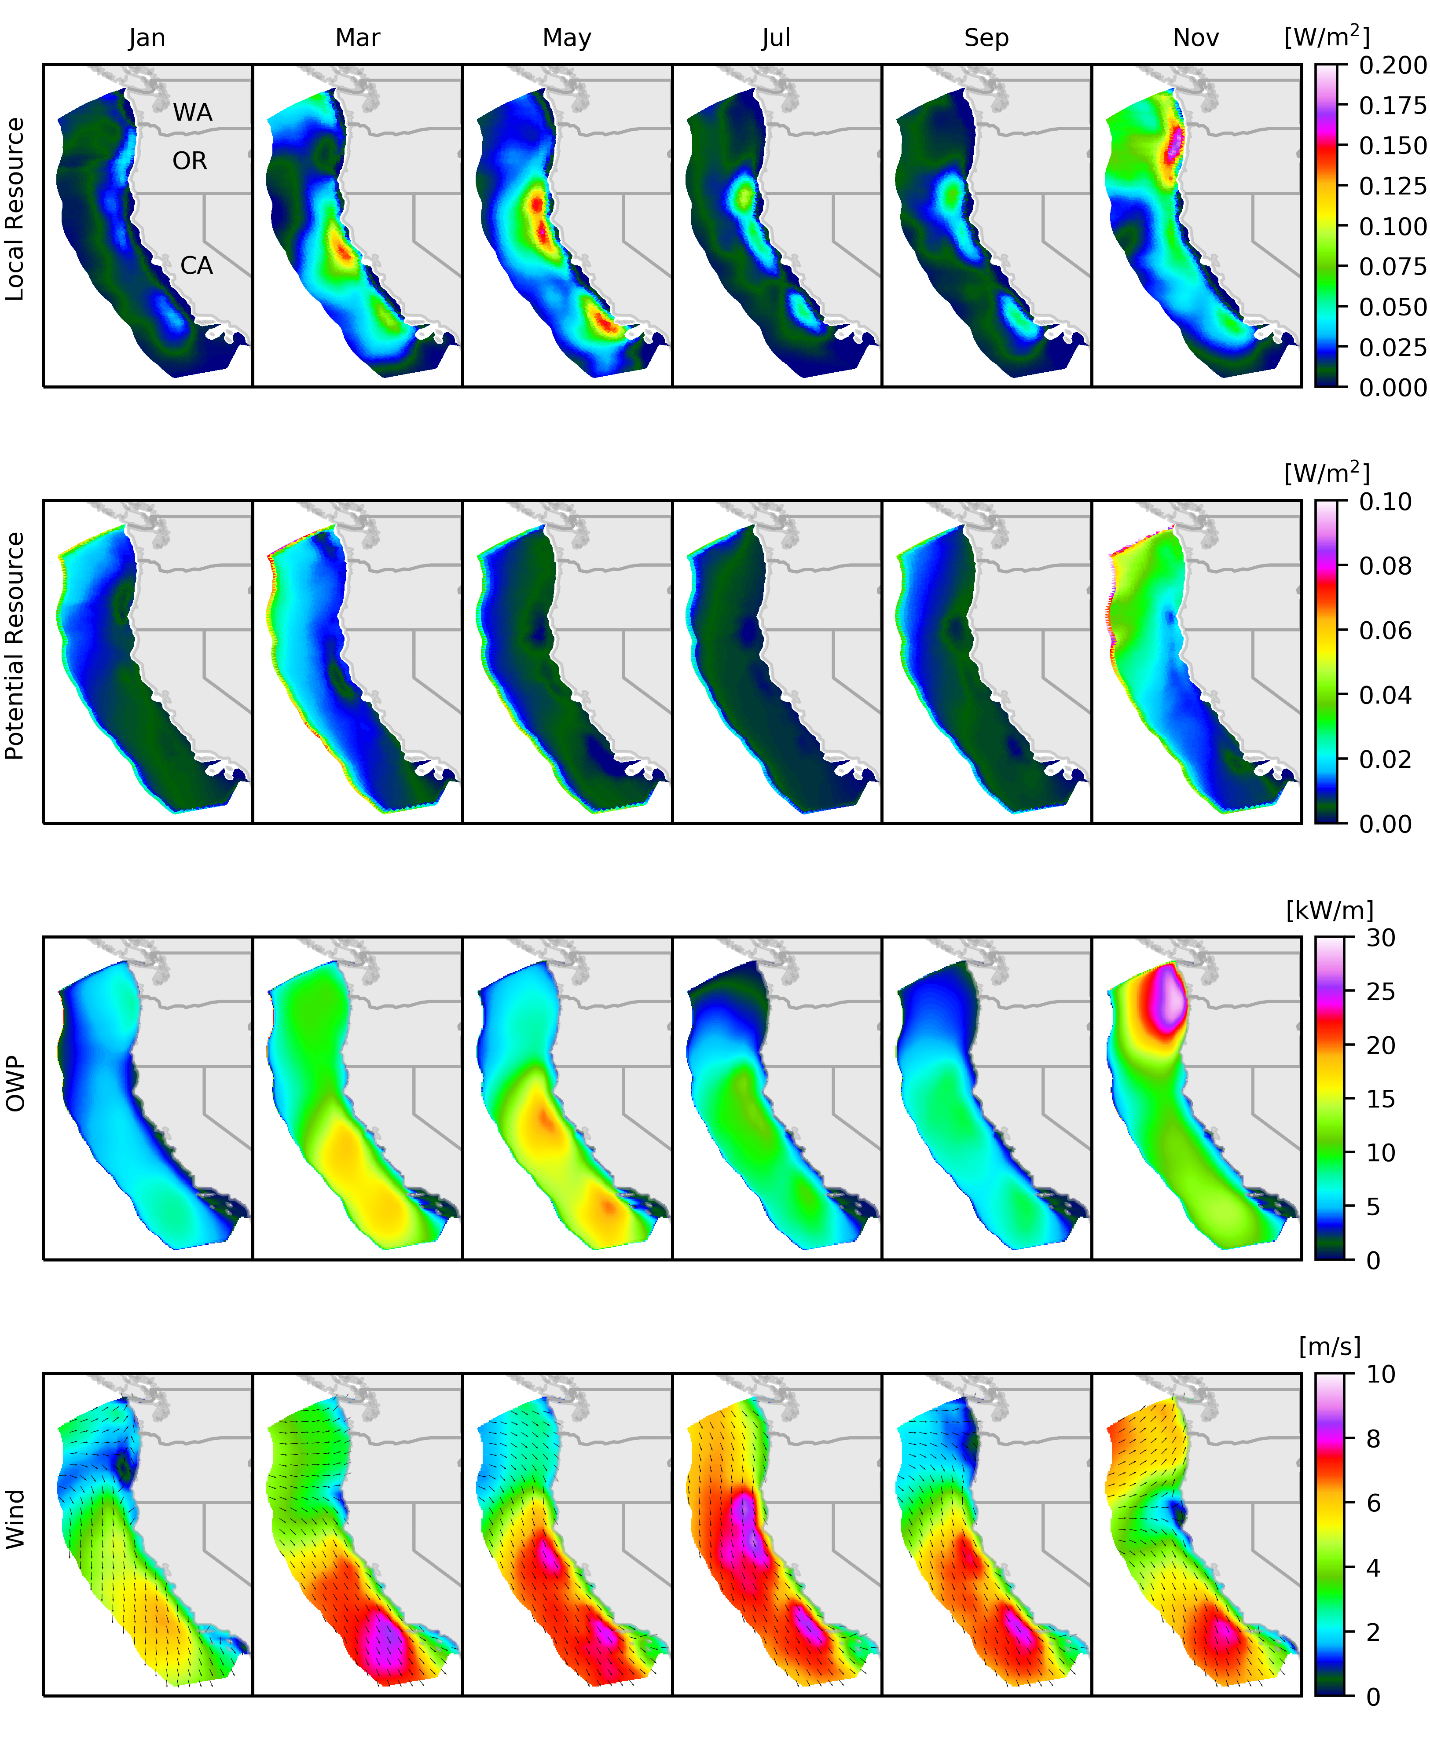 Jan Mar May Jul Sep Nov [W/m²]
Local Resource
WA
OR
CA
0.200
0.175
0.150
0.125
0.100
0.075
0.050
0.025
0.000
[W/m²]
Potential Resource
0.10
0.08
0.06
0.04
0.02
0.00
[kW/m]
OWP
30
25
20
15
10
5
0
[m/s]
Wind
10
8
6
4
2
0